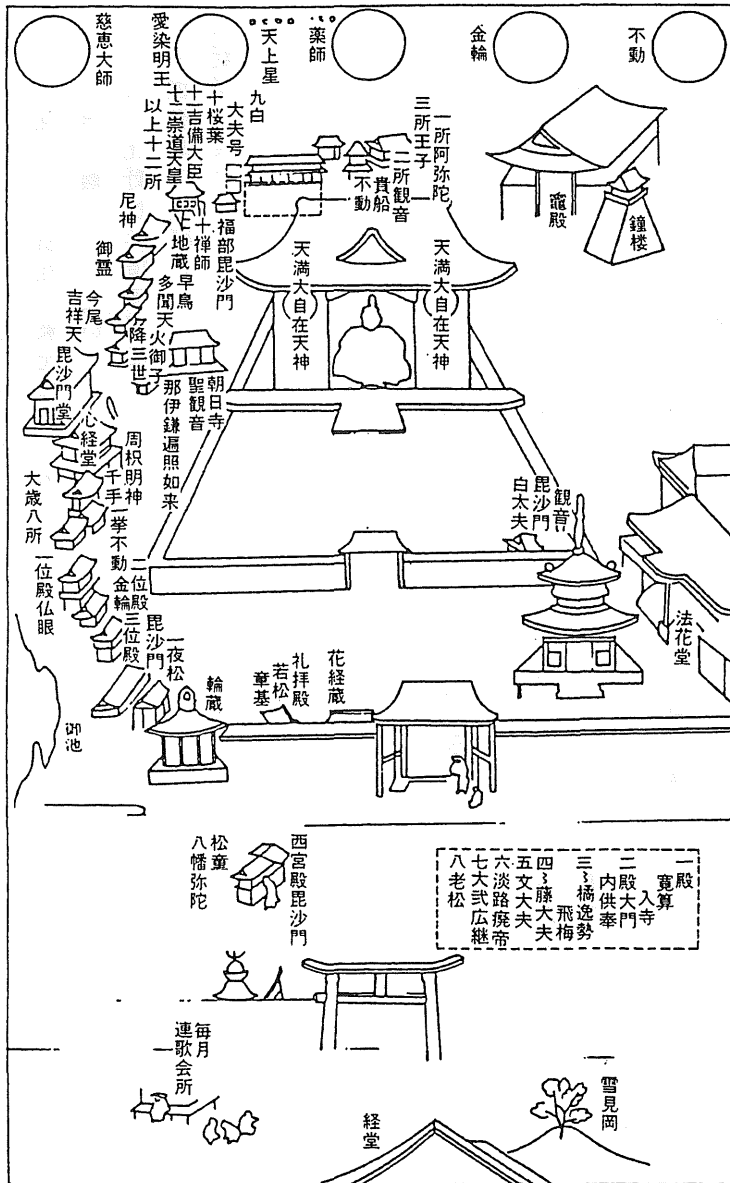 不動
金輪
薬師
天上星
愛染明王
慈恵大師
竈殿
鐘楼
一所阿弥陀
二所観音
三所王子
貴船
不動
九白
大夫号
十桜葉
十一吉備大臣
十二崇道天皇
以上十二所
福部毘沙門
十禅師
地蔵
早鳥
多聞天
火御子
降三世
尼神
御霊
今尾
吉祥天
毘沙門堂
心経堂
天満大自在天神
天満大自在天神
朝日寺
聖観音
那伊鎌遍照如来
周枳明神
千手
一挙不動
大歳八所
二位殿
金輪
一位殿仏眼
毘沙門
三位殿
一夜松
輪蔵
御池
観音
毘沙門
白太夫
法花堂
花経蔵
礼拝殿
若松
章基
西宮殿毘沙門
松童
八幡弥陀
一殿
寛算
入寺
二殿大門
内供奉
三〻橘逸勢
飛梅
四〻藤大夫
五文大夫
六淡路廃帝
七大弐広継
八老松
毎月
連歌会所
経堂
雪見岡